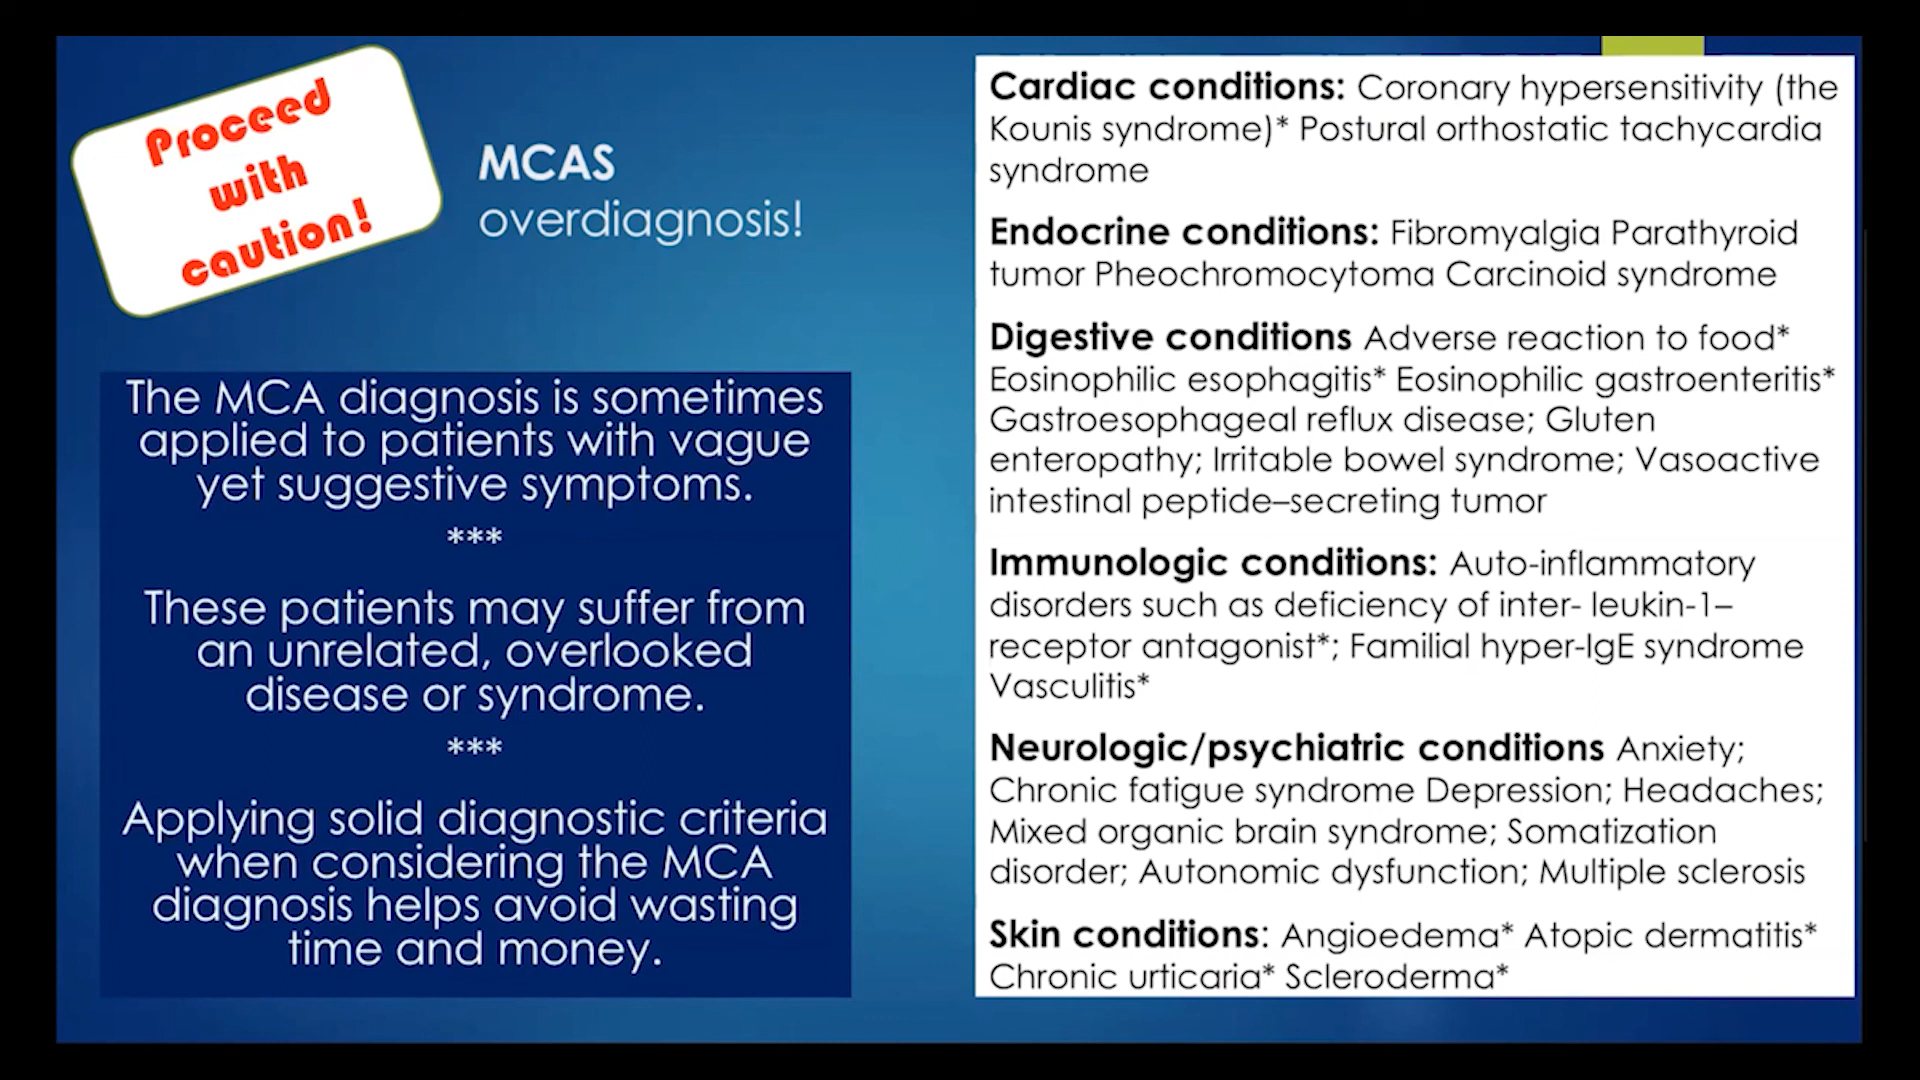 Proceed
with
caution!
MCAS
overdiagnosis!
The MCA diagnosis is sometimes
applied to patients with vague
yet suggestive symptoms.
***
These patients may suffer from
an unrelated, overlooked
disease or syndrome.
***
Applying solid diagnostic criteria
when considering the MCA
diagnosis helps avoid wasting
time and money.
Cardiac conditions: Coronary hypersensitivity (the
Kounis syndrome)* Postural orthostatic tachycardia
syndrome
Endocrine conditions: Fibromyalgia Parathyroid
tumor Pheochromocytoma Carcinoid syndrome
Digestive conditions Adverse reaction to food*
Eosinophilic esophagitis* Eosinophilic gastroenteritis*
Gastroesophageal reflux disease; Gluten
enteropathy; Irritable bowel syndrome; Vasoactive
intestinal peptide–secreting tumor
Immunologic conditions: Auto-inflammatory
disorders such as deficiency of inter- leukin-1–
receptor antagonist*; Familial hyper-IgE syndrome
Vasculitis*
Neurologic/psychiatric conditions Anxiety;
Chronic fatigue syndrome Depression; Headaches;
Mixed organic brain syndrome; Somatization
disorder; Autonomic dysfunction; Multiple sclerosis
Skin conditions: Angioedema* Atopic dermatitis*
Chronic urticaria* Scleroderma*